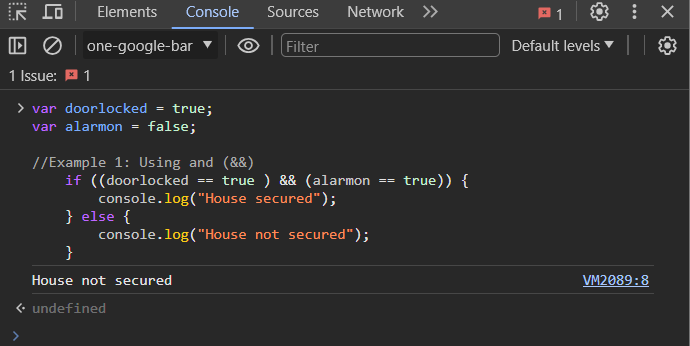 Elements Console Sources Network 1
one-google-bar Filter Default levels
1 Issue: 1
var doorlocked = true;
var alarmon = false;
//Example 1: Using and (&&)
if ((doorlocked == true ) && (alarmon == true)) {
console.log("House secured");
} else {
console.log("House not secured");
}
House not secured VM2089:8
undefined